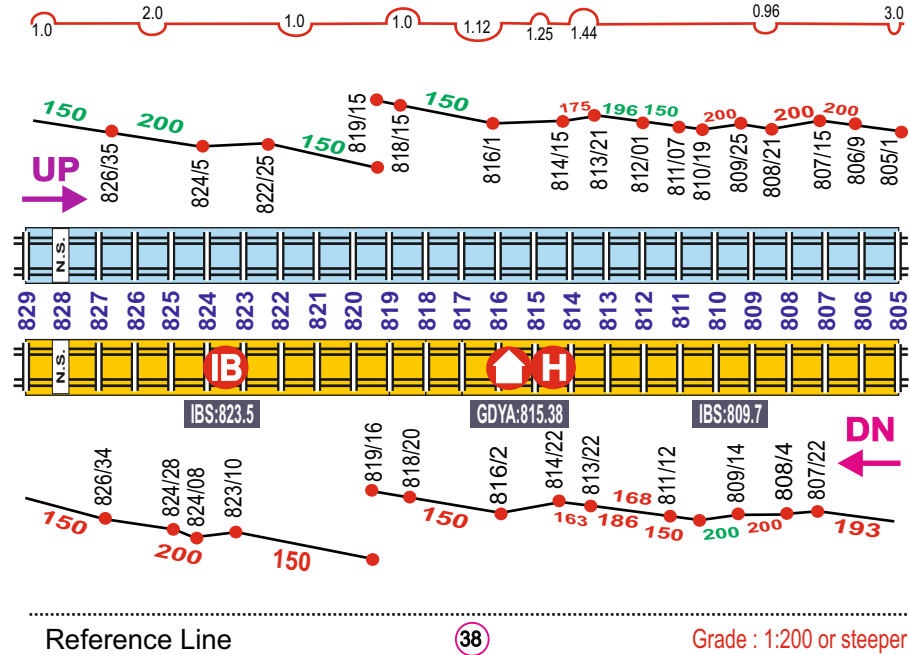 1.0 2.0 1.0 1.0 1.12 1.25 1.44 0.96 3.0
150 200 150 150 175 196 150 200 200 200
826/35 824/5 822/25 819/15 818/15 816/1 814/15 813/21 812/01 811/07 810/19 809/25 808/21 807/15 806/9 805/1
UP
N.S.
829 828 827 826 825 824 823 822 821 820 819 818 817 816 815 814 813 812 811 810 809 808 807 806 805
N.S. IB H
IBS:823.5 GDYA:815.38 IBS:809.7
DN
826/34 824/28 824/08 823/10 819/16 818/20 816/2 814/22 813/22 811/12 809/14 808/4 807/22
150 200 150 150 163 186 168 150 200 200 193
Reference Line 38 Grade : 1:200 or steeper